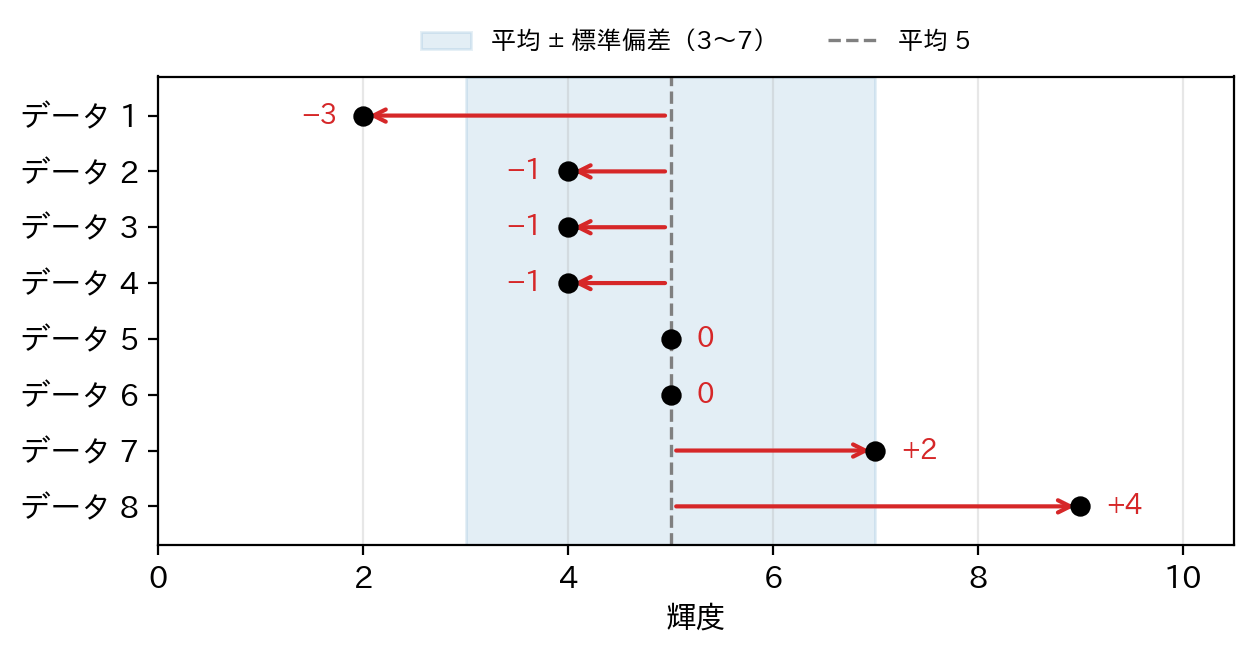 平均 ± 標準偏差（3〜7）
平均 5
データ 1
−3
データ 2
−1
データ 3
−1
データ 4
−1
データ 5
0
データ 6
0
データ 7
+2
データ 8
+4
0 2 4 6 8 10
輝度